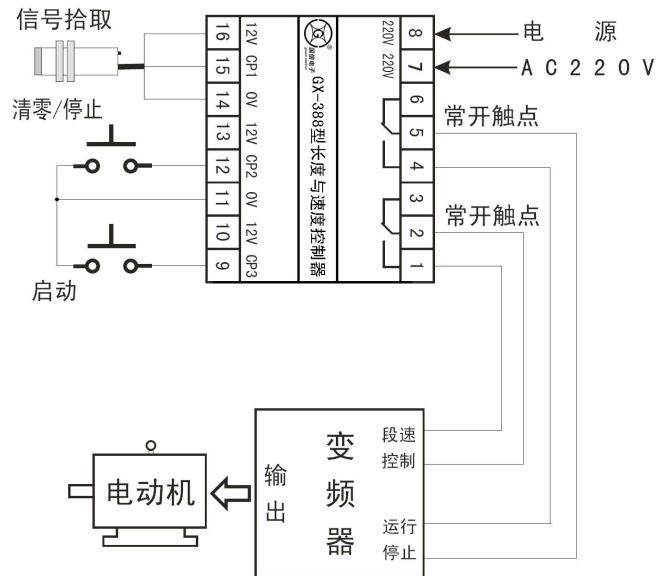 信号拾取
清零/停止
启动
16 12V
15 CP1
14 0V
13 12V
12 CP2
11 0V
10 12V
9 CP3
G
®
国信电子
GX-388型长度与速度控制器
220V 8
220V 7
6
5
4
3
2
1
电 源
AC220V
常开触点
常开触点
变频器
段速
控制
运行
停止
输出
电动机